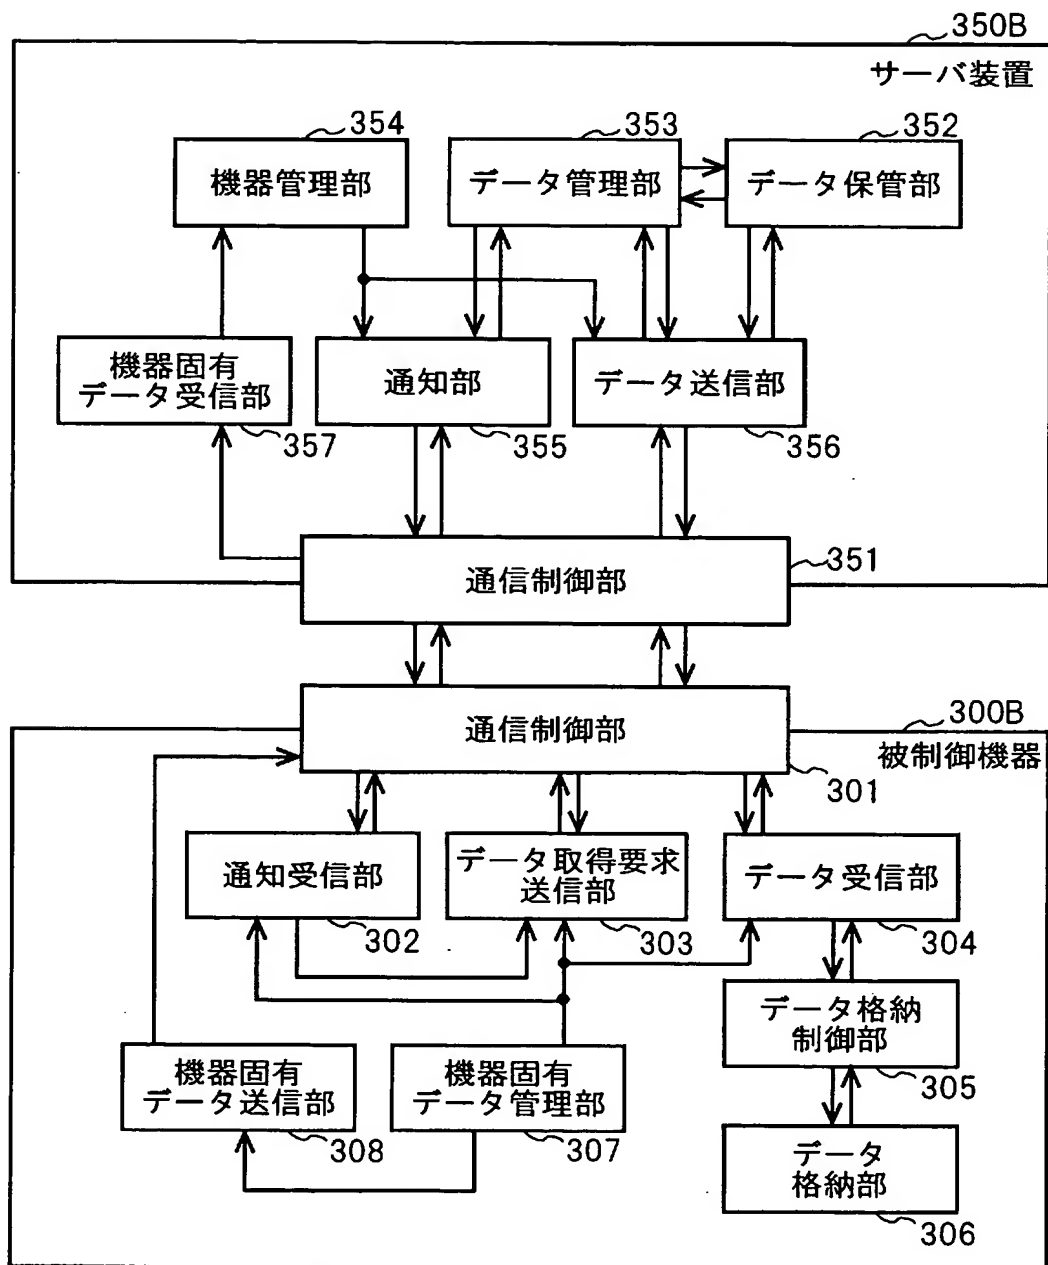 350B
サーバ装置
354
353
352
機器管理部
データ管理部
データ保管部
機器固有
データ受信部
通知部
データ送信部
357
355
356
通信制御部
351
通信制御部
300B
被制御機器
301
通知受信部
データ取得要求
送信部
データ受信部
302
303
304
データ格納
制御部
305
機器固有
データ送信部
機器固有
データ管理部
308
307
データ
格納部
306